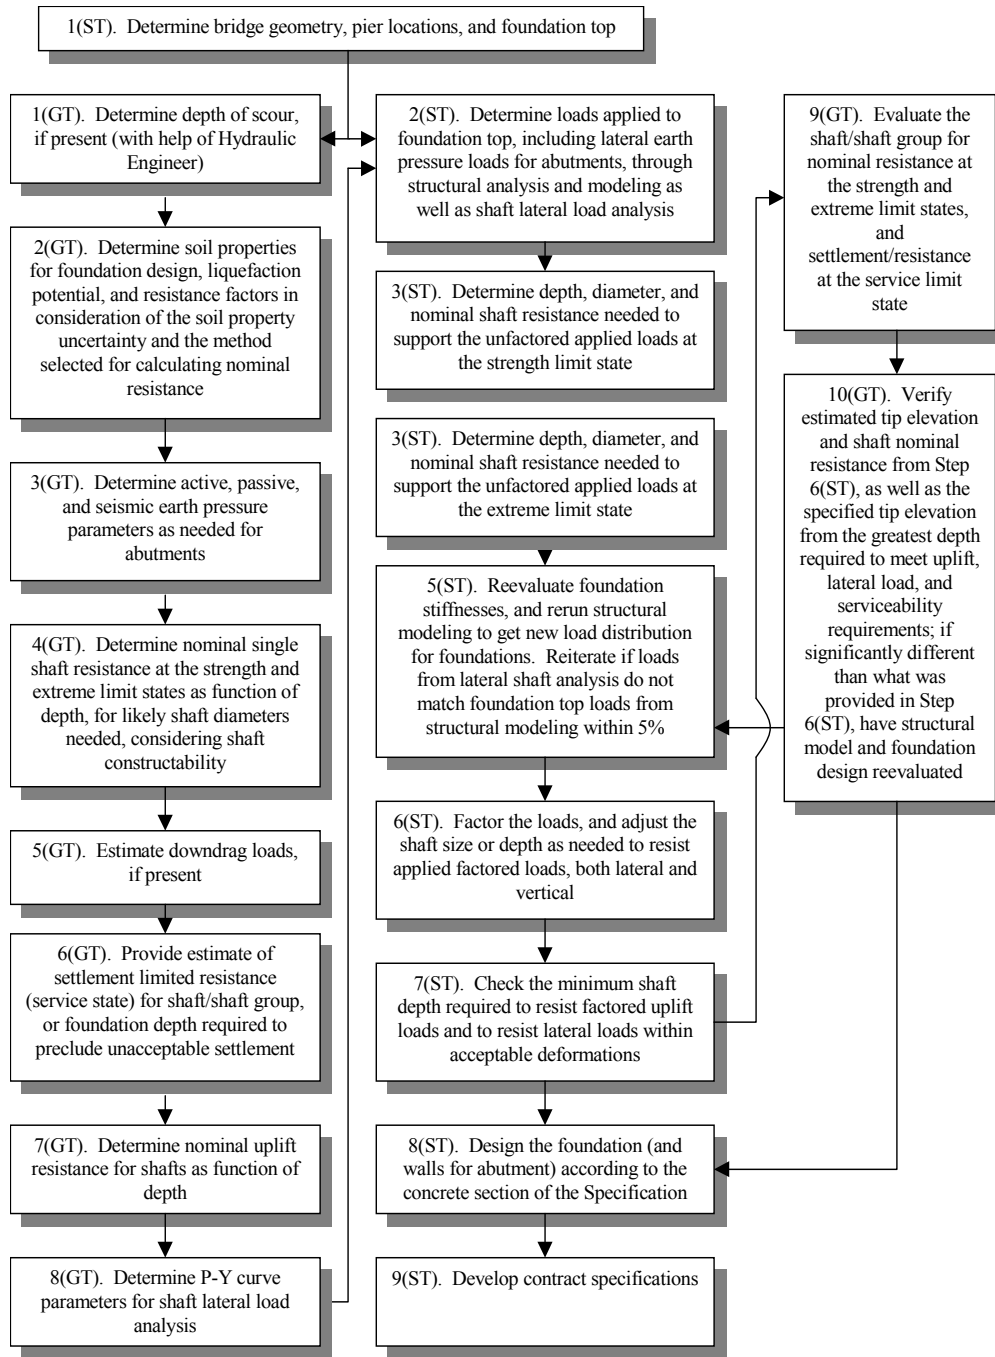 1(ST).  Determine bridge geometry, pier locations, and foundation top
1(GT).  Determine depth of scour,
if present (with help of Hydraulic
Engineer)
2(GT).  Determine soil properties
for foundation design, liquefaction
potential, and resistance factors in
consideration of the soil property
uncertainty and the method
selected for calculating nominal
resistance
3(GT).  Determine active, passive,
and seismic earth pressure
parameters as needed for
abutments
4(GT).  Determine nominal single
shaft resistance at the strength and
extreme limit states as function of
depth, for likely shaft diameters
needed, considering shaft
constructability
5(GT).  Estimate downdrag loads,
if present
6(GT).  Provide estimate of
settlement limited resistance
(service state) for shaft/shaft group,
or foundation depth required to
preclude unacceptable settlement
7(GT).  Determine nominal uplift
resistance for shafts as function of
depth
8(GT).  Determine P-Y curve
parameters for shaft lateral load
analysis
2(ST).  Determine loads applied to
foundation top, including lateral earth
pressure loads for abutments, through
structural analysis and modeling as
well as shaft lateral load analysis
3(ST).  Determine depth, diameter, and
nominal shaft resistance needed to
support the unfactored applied loads at
the strength limit state
3(ST).  Determine depth, diameter, and
nominal shaft resistance needed to
support the unfactored applied loads at
the extreme limit state
5(ST).  Reevaluate foundation
stiffnesses, and rerun structural
modeling to get new load distribution
for foundations.  Reiterate if loads
from lateral shaft analysis do not
match foundation top loads from
structural modeling within 5%
6(ST).  Factor the loads, and adjust the
shaft size or depth as needed to resist
applied factored loads, both lateral and
vertical
7(ST).  Check the minimum shaft
depth required to resist factored uplift
loads and to resist lateral loads within
acceptable deformations
8(ST).  Design the foundation (and
walls for abutment) according to the
concrete section of the Specification
9(ST).  Develop contract specifications
9(GT).  Evaluate the
shaft/shaft group for
nominal resistance at
the strength and
extreme limit states,
and
settlement/resistance
at the service limit
state
10(GT).  Verify
estimated tip elevation
and shaft nominal
resistance from Step
6(ST), as well as the
specified tip elevation
from the greatest depth
required to meet uplift,
lateral load, and
serviceability
requirements; if
significantly different
than what was
provided in Step
6(ST), have structural
model and foundation
design reevaluated